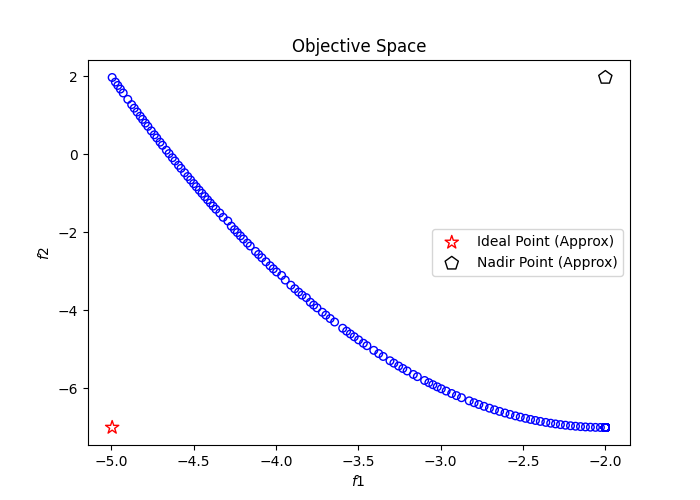 Objective Space
2
0
−2
−4
−6
f2
Ideal Point (Approx)
Nadir Point (Approx)
−5.0 −4.5 −4.0 −3.5 −3.0 −2.5 −2.0
f1